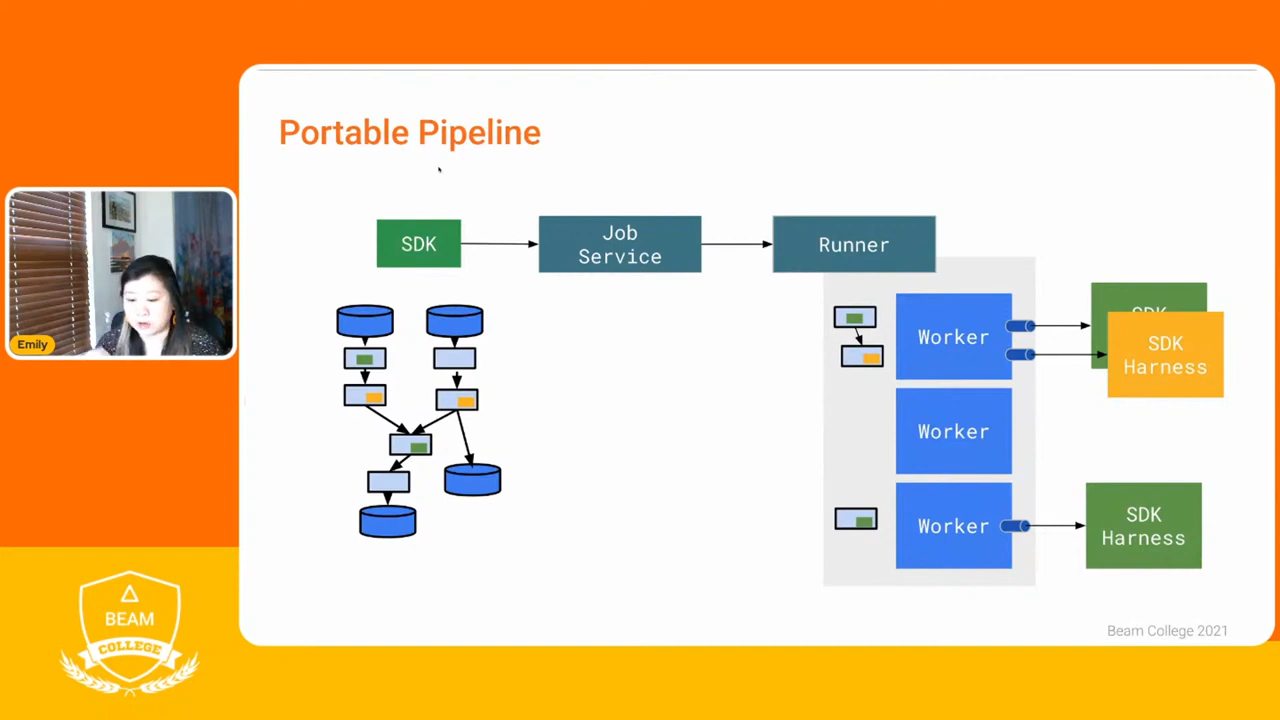 Portable Pipeline
SDK
Job
Service
Runner
Worker
SDK
SDK
Harness
Worker
Worker
SDK
Harness
Emily
BEAM
COLLEGE
Beam College 2021